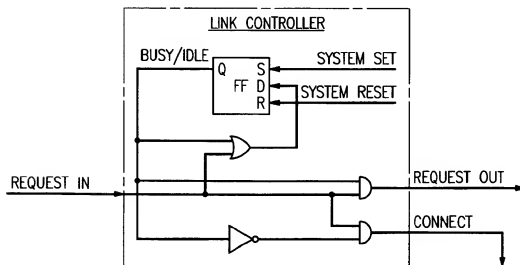 LINK CONTROLLER
BUSY/IDLE
Q S
SYSTEM SET
FF D
SYSTEM RESET
R
REQUEST IN
REQUEST OUT
CONNECT